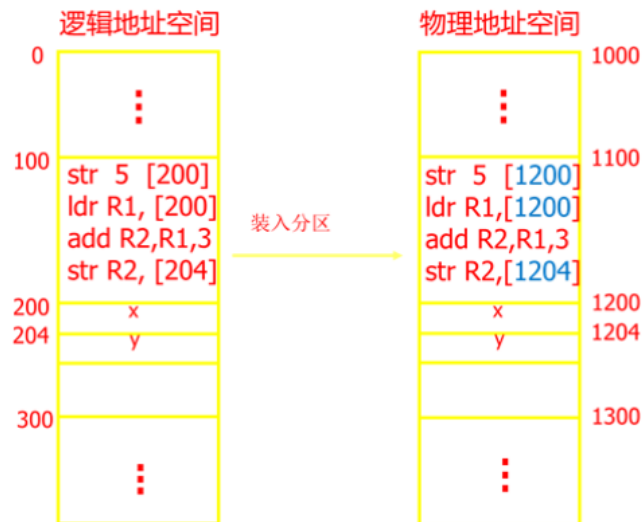 逻辑地址空间
0
100
str 5 [200]
ldr R1, [200]
add R2,R1,3
str R2, [204]
200
x
204
y
300
装入分区
物理地址空间
1000
1100
str 5 [1200]
ldr R1,[1200]
add R2,R1,3
str R2,[1204]
1200
x
1204
y
1300